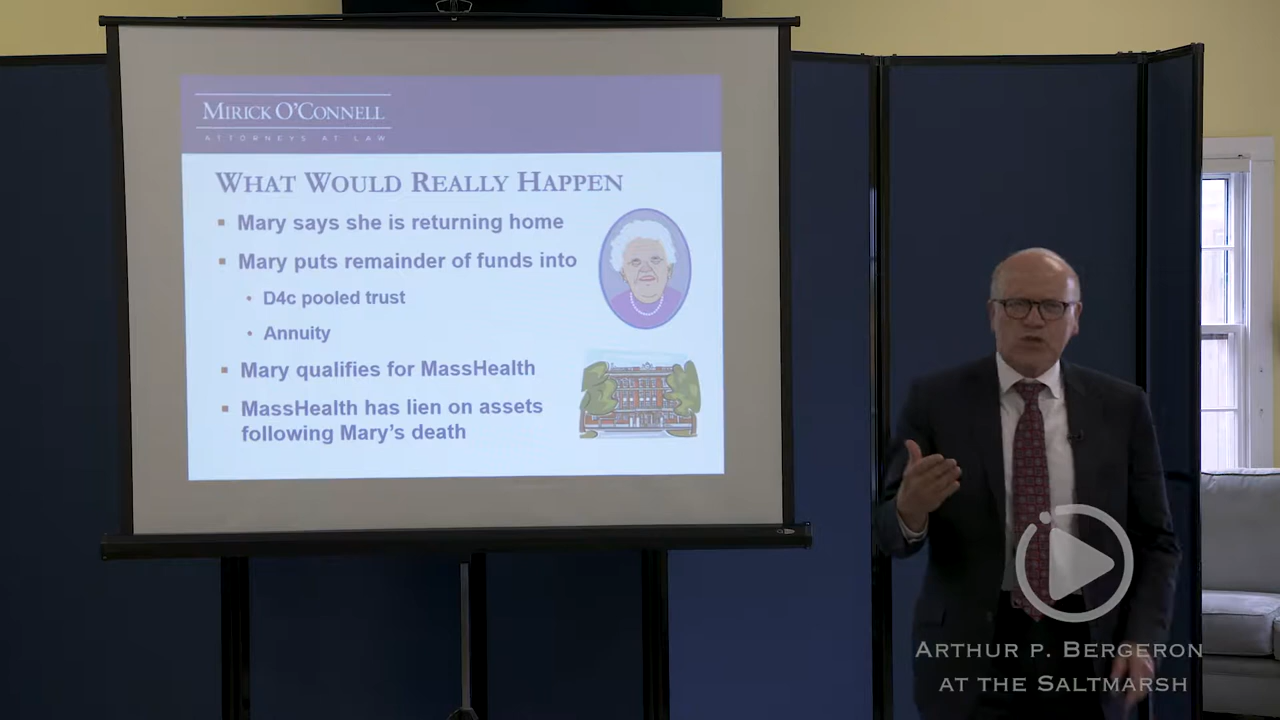 MIRICK O'CONNELL
ATTORNEYS AT LAW
WHAT WOULD REALLY HAPPEN
▪ Mary says she is returning home
▪ Mary puts remainder of funds into
• D4c pooled trust
• Annuity
▪ Mary qualifies for MassHealth
▪ MassHealth has lien on assets
following Mary's death
ARTHUR P. BERGERON
AT THE SALTMARSH